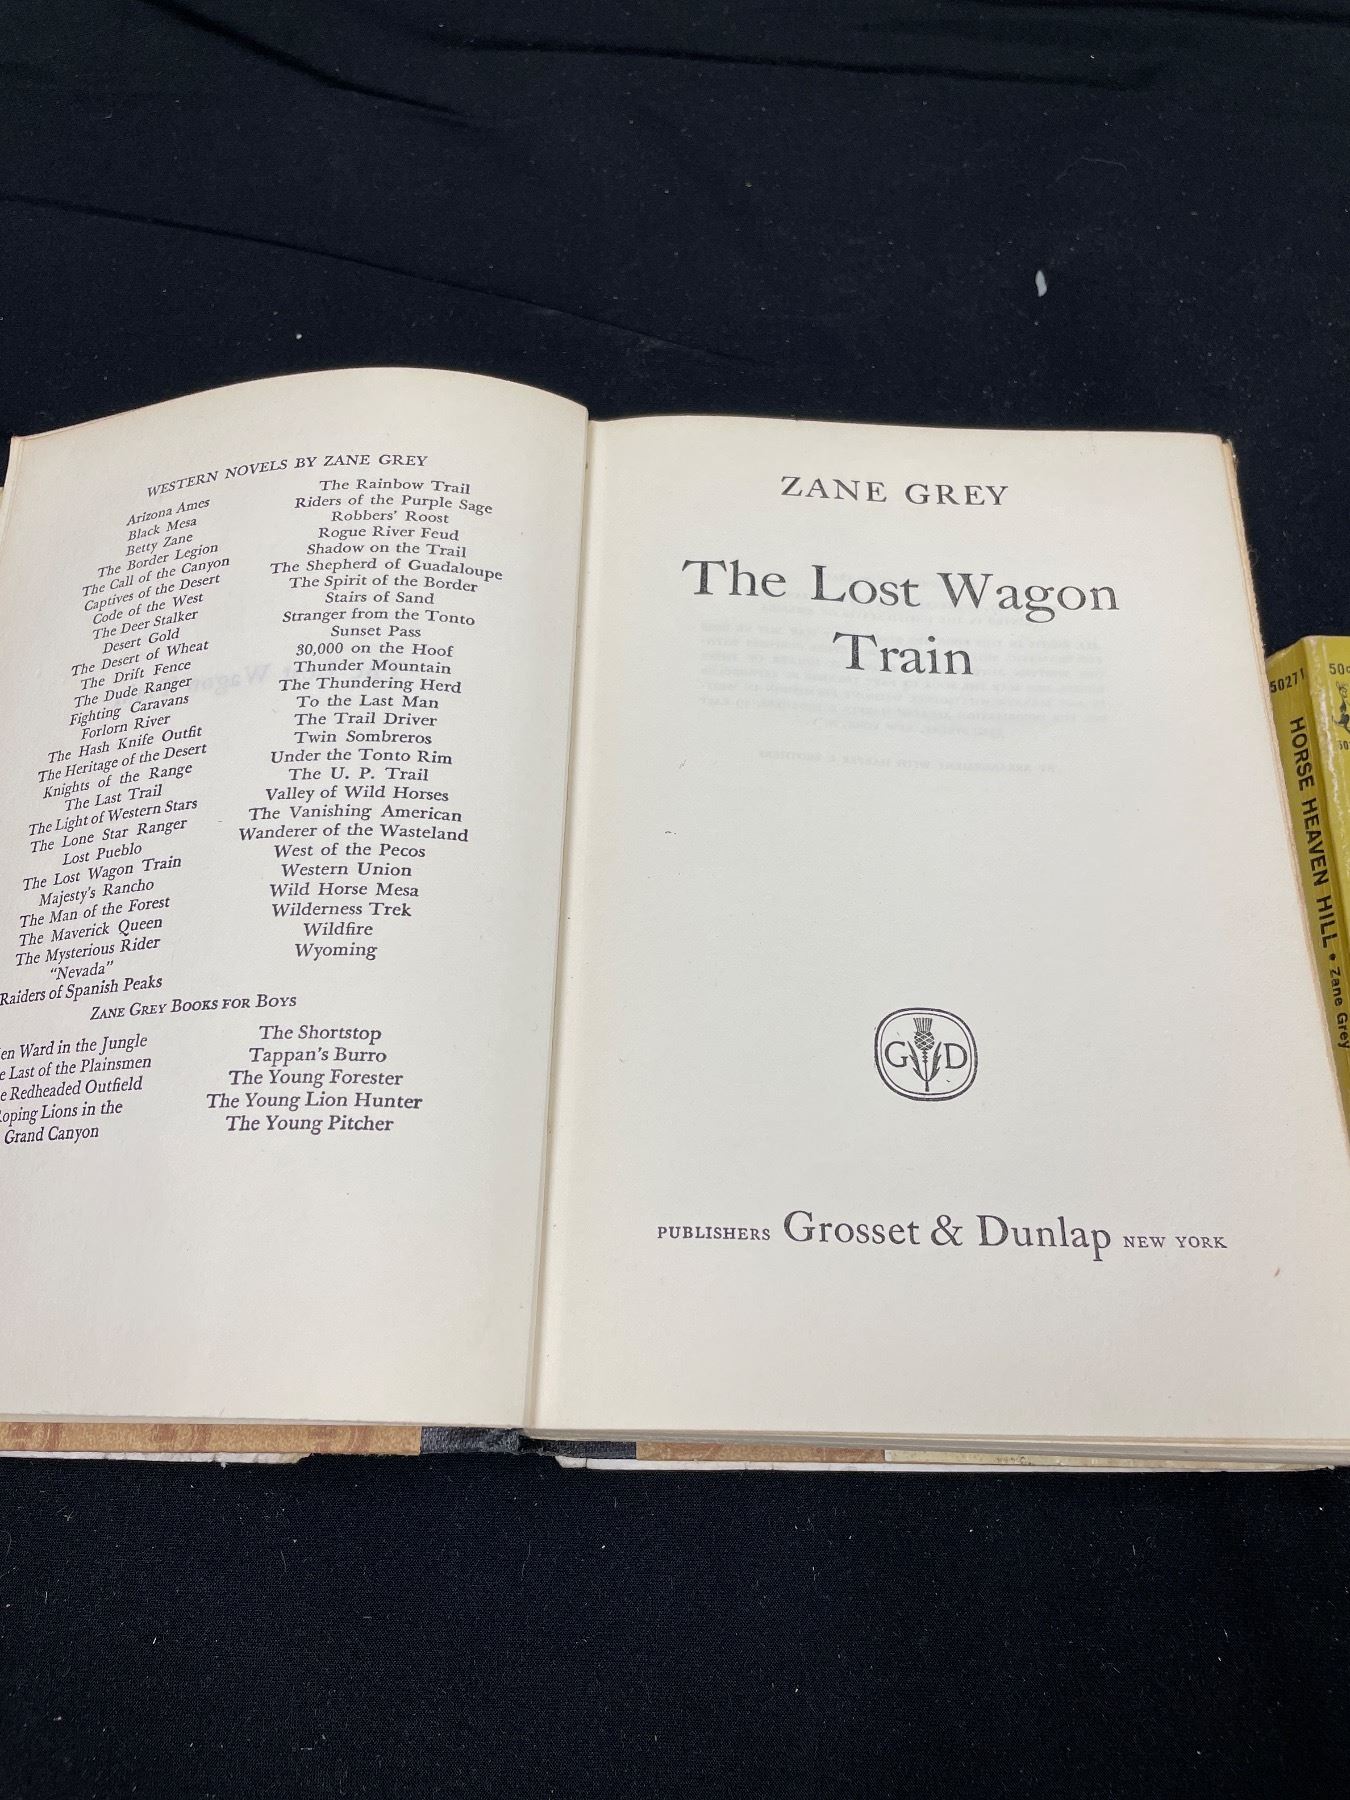 WESTERN NOVELS BY ZANE GREY
Arizona Ames
Black Mesa
Betty Zane
The Border Legion
The Call of the Canyon
Captives of the Desert
Code of the West
The Deer Stalker
Desert Gold
The Desert of Wheat
The Drift Fence
The Dude Ranger
Fighting Caravans
Forlorn River
The Hash Knife Outfit
The Heritage of the Desert
Knights of the Range
The Last Trail
The Light of Western Stars
The Lone Star Ranger
Lost Pueblo
The Lost Wagon Train
Majesty's Rancho
The Man of the Forest
The Maverick Queen
The Mysterious Rider
"Nevada"
Raiders of Spanish Peaks
The Rainbow Trail
Riders of the Purple Sage
Robbers' Roost
Rogue River Feud
Shadow on the Trail
The Shepherd of Guadaloupe
The Spirit of the Border
Stairs of Sand
Stranger from the Tonto
Sunset Pass
30,000 on the Hoof
Thunder Mountain
The Thundering Herd
To the Last Man
The Trail Driver
Twin Sombreros
Under the Tonto Rim
The U. P. Trail
Valley of Wild Horses
The Vanishing American
Wanderer of the Wasteland
West of the Pecos
Western Union
Wild Horse Mesa
Wilderness Trek
Wildfire
Wyoming
ZANE GREY BOOKS FOR BOYS
en Ward in the Jungle
e Last of the Plainsmen
e Redheaded Outfield
oping Lions in the
Grand Canyon
The Shortstop
Tappan's Burro
The Young Forester
The Young Lion Hunter
The Young Pitcher
ZANE GREY
The Lost Wagon
Train
G D
PUBLISHERS Grosset & Dunlap NEW YORK
50271
50c
HORSE HEAVEN HILL • Zane Grey